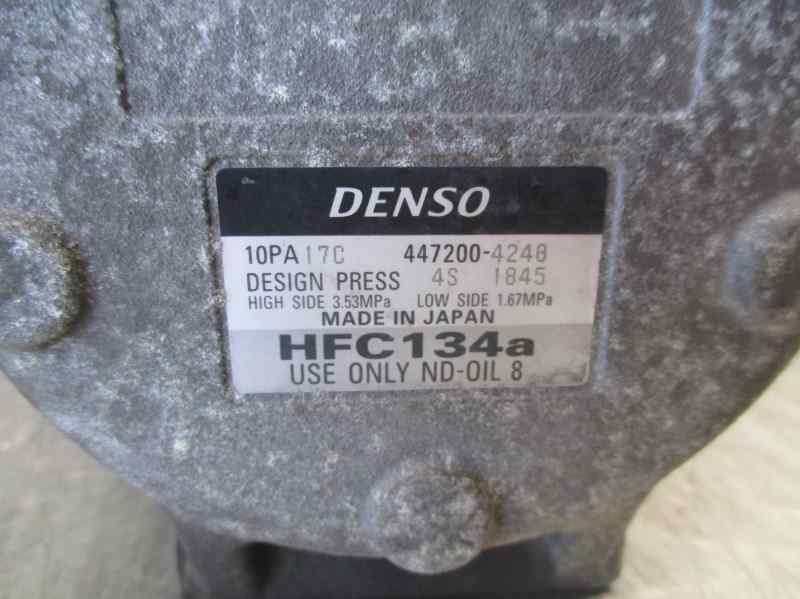 DENSO
10PA17C 447200-4248
DESIGN PRESS 4S 1845
HIGH SIDE 3.53MPa LOW SIDE 1.67MPa
MADE IN JAPAN
HFC134a
USE ONLY ND-OIL 8